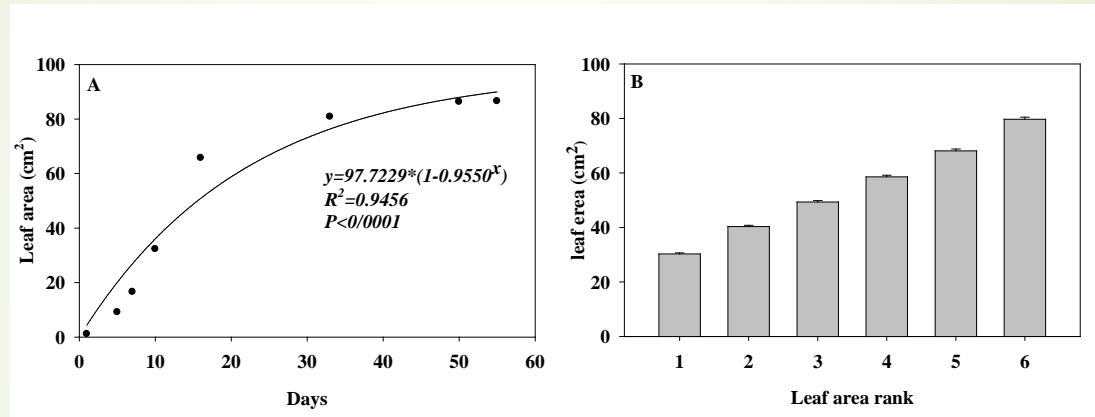 A
Leaf area (cm²)
100
80
60
40
20
0
y=97.7229*(1-0.9550ˣ)
R²=0.9456
P<0/0001
0 10 20 30 40 50 60
Days
B
leaf erea (cm²)
100
80
60
40
20
0
1 2 3 4 5 6
Leaf area rank